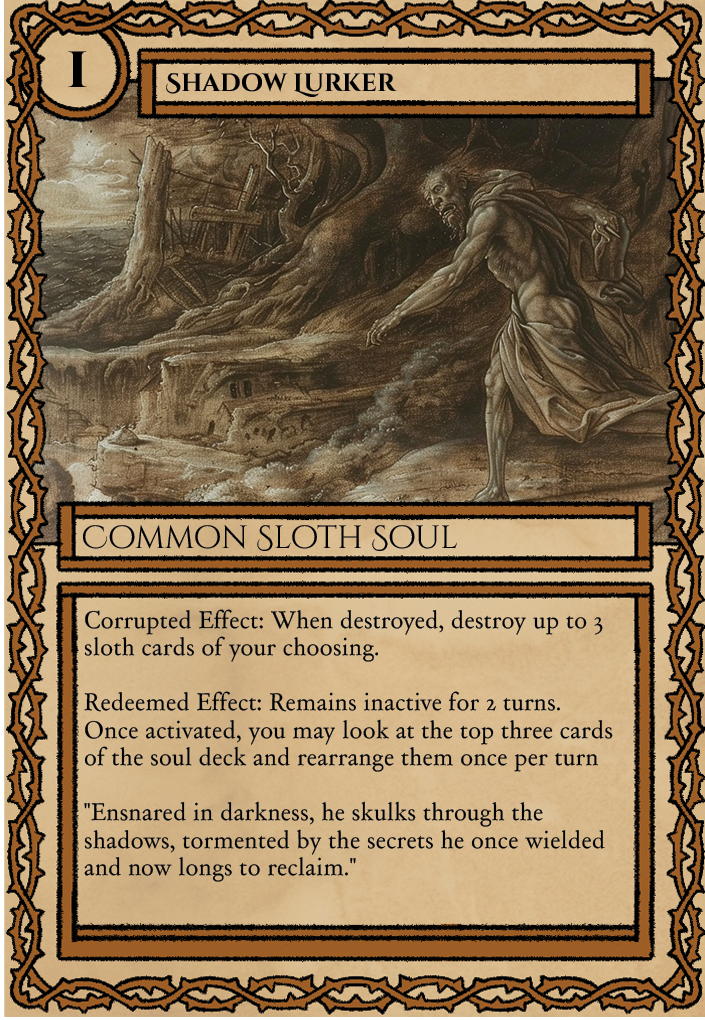 I
Shadow Lurker
Common Sloth Soul
Corrupted Effect: When destroyed, destroy up to 3
sloth cards of your choosing.
Redeemed Effect: Remains inactive for 2 turns.
Once activated, you may look at the top three cards
of the soul deck and rearrange them once per turn
"Ensnared in darkness, he skulks through the
shadows, tormented by the secrets he once wielded
and now longs to reclaim."